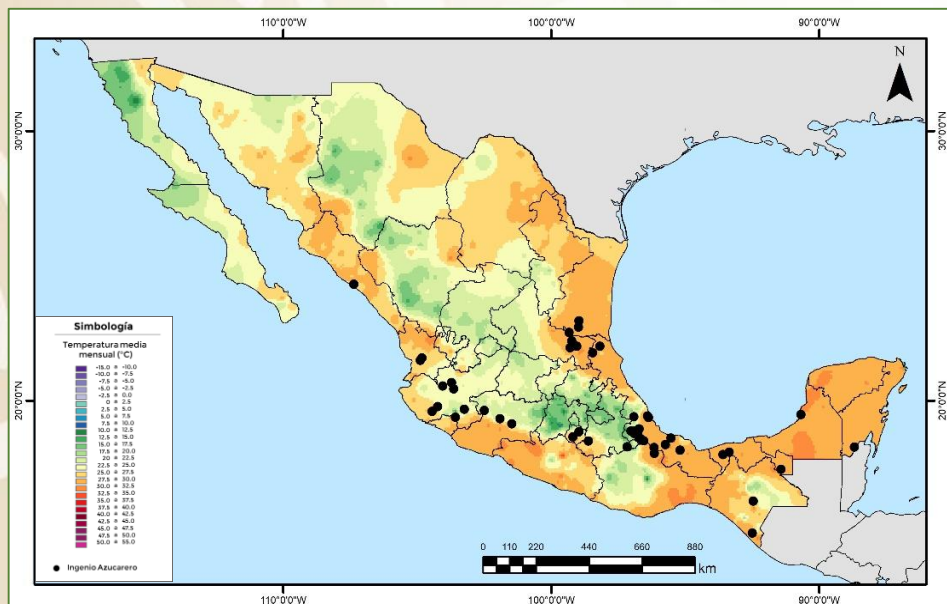 110°0'0"W 100°0'0"W 90°0'0"W
N
30°0'0"N 30°0'0"N
20°0'0"N 20°0'0"N
Simbología
Temperatura media
mensual (°C)
-15.0 a -10.0
-10.0 a -7.5
-7.5 a -5.0
-5.0 a -2.5
-2.5 a 0.0
0 a 2.5
2.5 a 5.0
5.0 a 7.5
7.5 a 10.0
10.0 a 12.5
12.5 a 15.0
15.0 a 17.5
17.5 a 20.0
20 a 22.5
22.5 a 25.0
25.0 a 27.5
27.5 a 30.0
30.0 a 32.5
32.5 a 35.0
35.0 a 37.5
37.5 a 40.0
40.0 a 42.5
42.5 a 45.0
45.0 a 47.5
47.5 a 50.0
50.0 a 55.0
Ingenio Azucarero
0 110 220 440 660 880
km
110°0'0"W 100°0'0"W 90°0'0"W